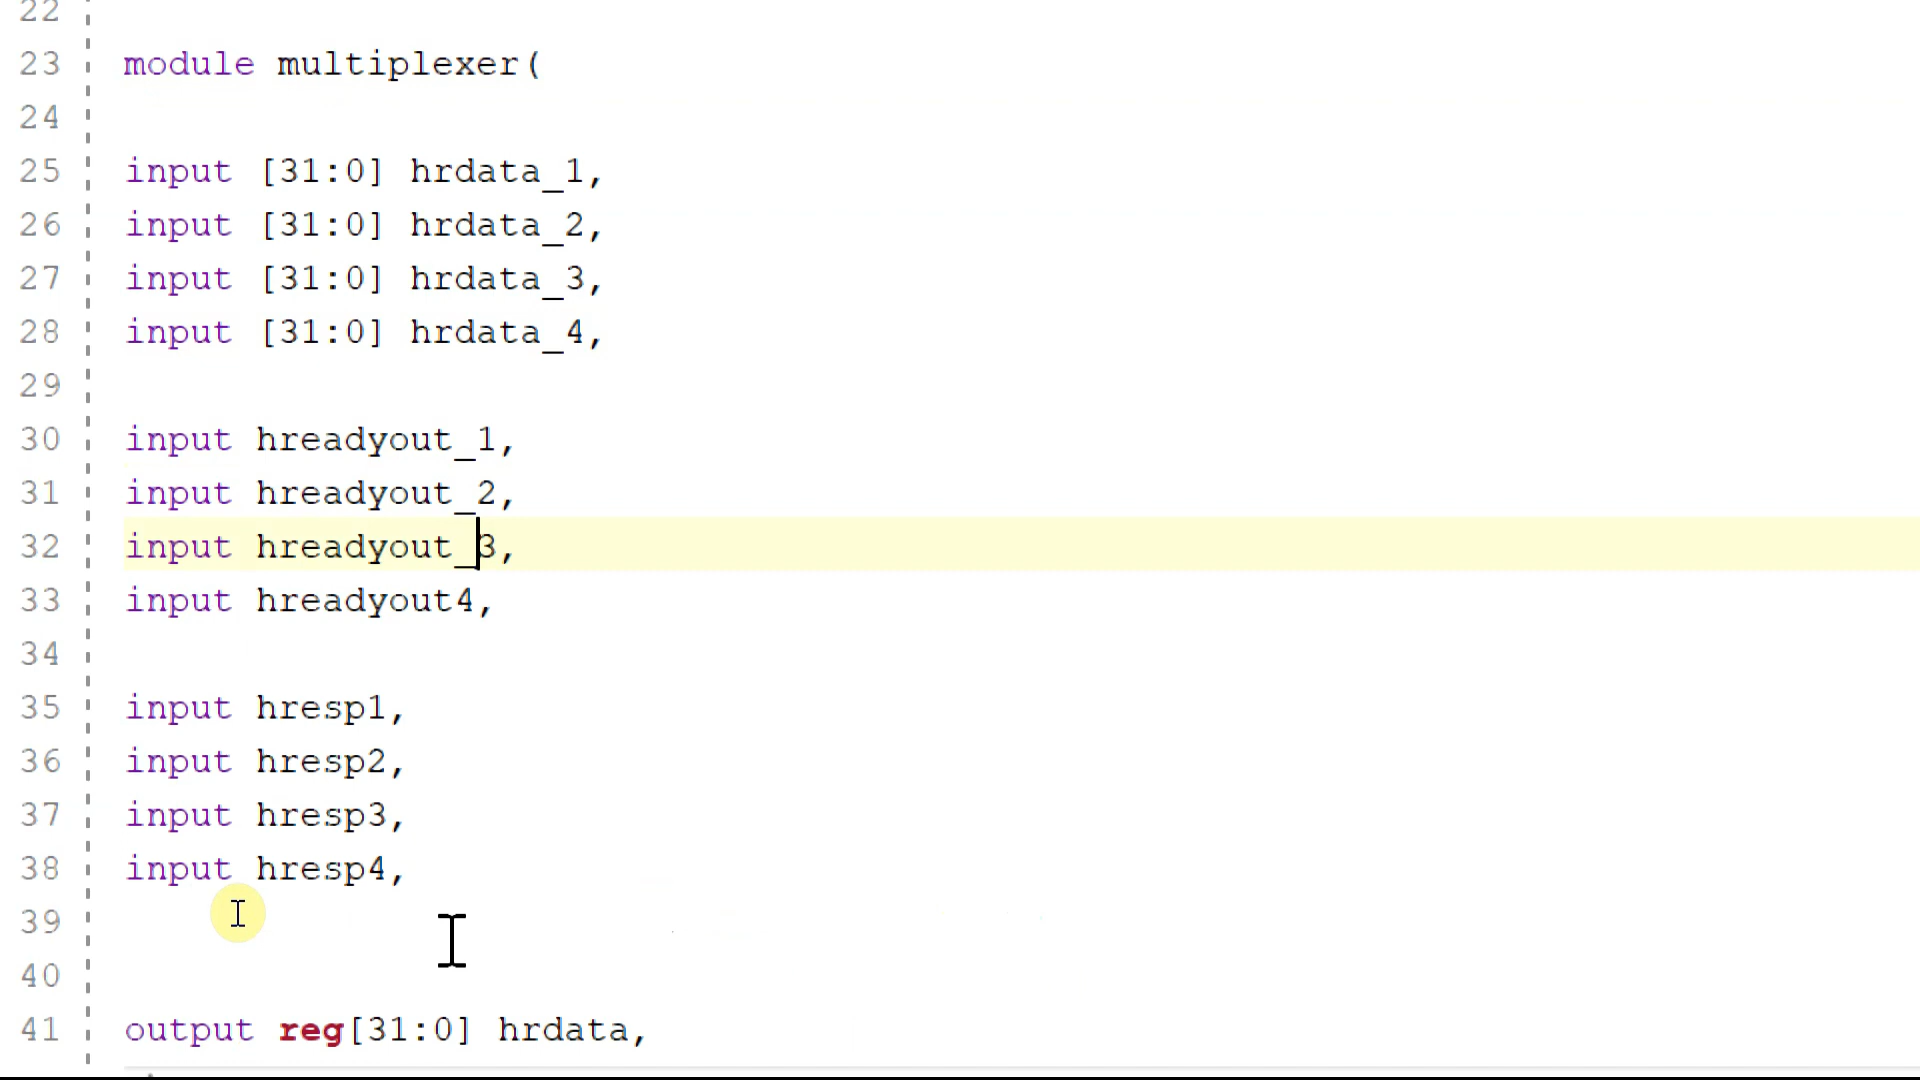 22
23 module multiplexer(
24
25 input [31:0] hrdata_1,
26 input [31:0] hrdata_2,
27 input [31:0] hrdata_3,
28 input [31:0] hrdata_4,
29
30 input hreadyout_1,
31 input hreadyout_2,
32 input hreadyout_3,
33 input hreadyout4,
34
35 input hresp1,
36 input hresp2,
37 input hresp3,
38 input hresp4,
39
40
41 output reg[31:0] hrdata,